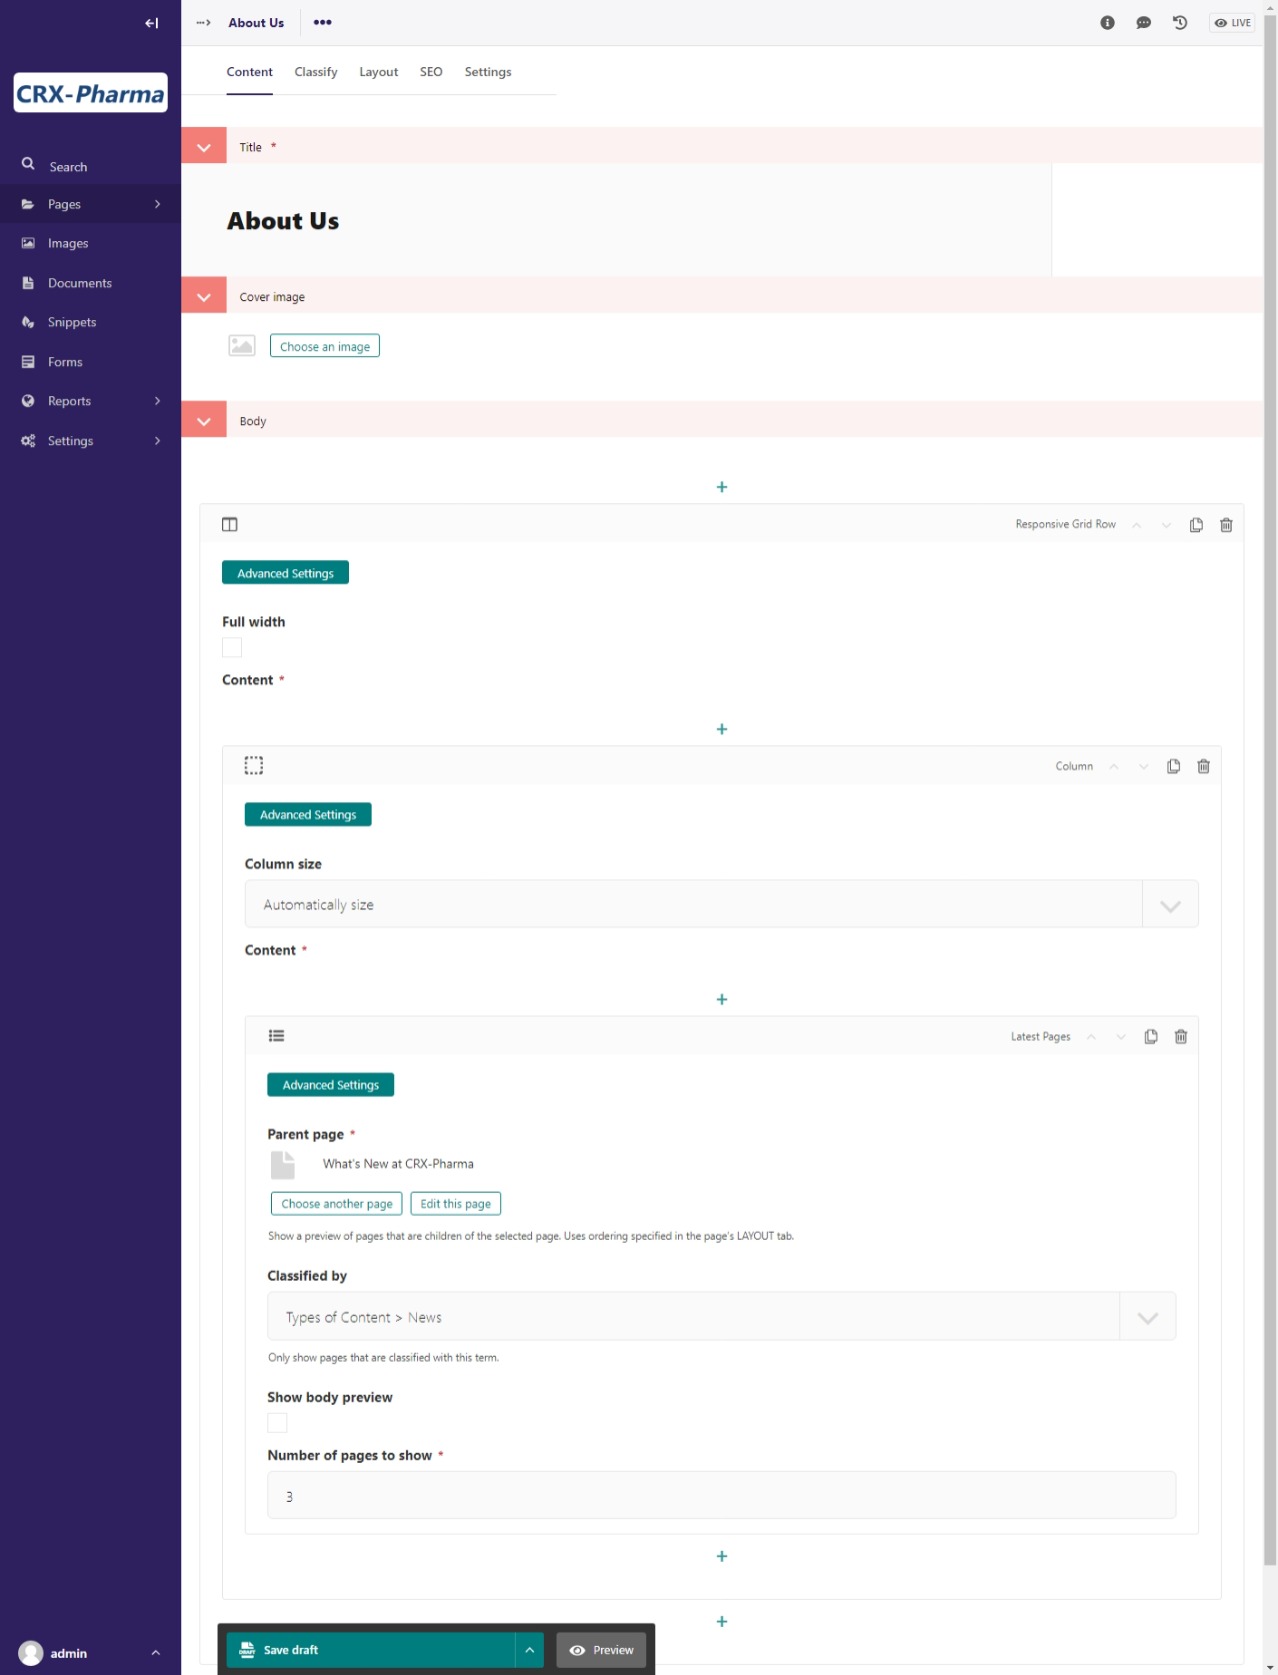 About Us
LIVE
CRX-Pharma
Search
Pages
Images
Documents
Snippets
Forms
Reports
Settings
Content Classify Layout SEO Settings
Title *
About Us
Cover image
Choose an image
Body
+
Responsive Grid Row
Advanced Settings
Full width
Content *
+
Column
Advanced Settings
Column size
Automatically size
Content *
+
Latest Pages
Advanced Settings
Parent page *
What's New at CRX-Pharma
Choose another page Edit this page
Show a preview of pages that are children of the selected page. Uses ordering specified in the page's LAYOUT tab.
Classified by
Types of Content > News
Only show pages that are classified with this term.
Show body preview
Number of pages to show *
3
+
+
admin
DRAFT Save draft
Preview